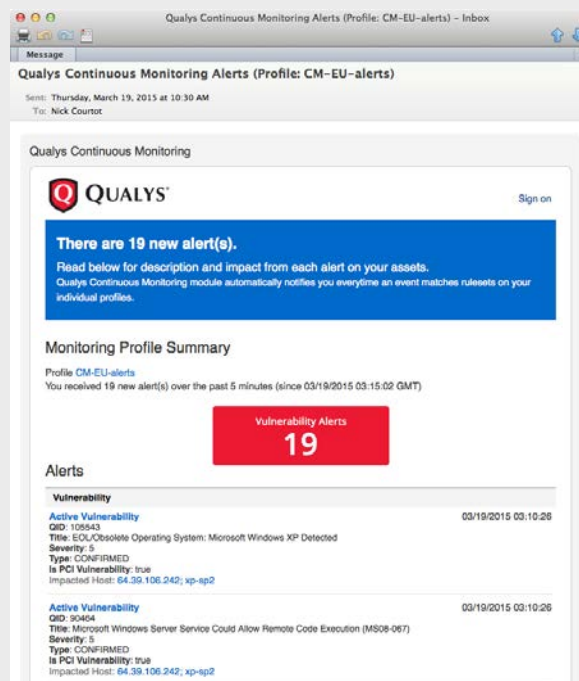 Qualys Continuous Monitoring Alerts (Profile: CM-EU-alerts) – Inbox
Message
Qualys Continuous Monitoring Alerts (Profile: CM-EU-alerts)
Sent: Thursday, March 19, 2015 at 10:30 AM
To: Nick Courtot
Qualys Continuous Monitoring
QUALYS®
Sign on
There are 19 new alert(s).
Read below for description and impact from each alert on your assets.
Qualys Continuous Monitoring module automatically notifies you everytime an event matches rulesets on your
individual profiles.
Monitoring Profile Summary
Profile CM-EU-alerts
You received 19 new alert(s) over the past 5 minutes (since 03/19/2015 03:15:02 GMT)
Vulnerability Alerts
19
Alerts
Vulnerability
Active Vulnerability 03/19/2015 03:10:26
QID: 105543
Title: EOL/Obsolete Operating System: Microsoft Windows XP Detected
Severity: 5
Type: CONFIRMED
Is PCI Vulnerability: true
Impacted Host: 64.39.106.242; xp-sp2
Active Vulnerability 03/19/2015 03:10:26
QID: 90464
Title: Microsoft Windows Server Service Could Allow Remote Code Execution (MS08-067)
Severity: 5
Type: CONFIRMED
Is PCI Vulnerability: true
Impacted Host: 64.39.106.242; xp-sp2